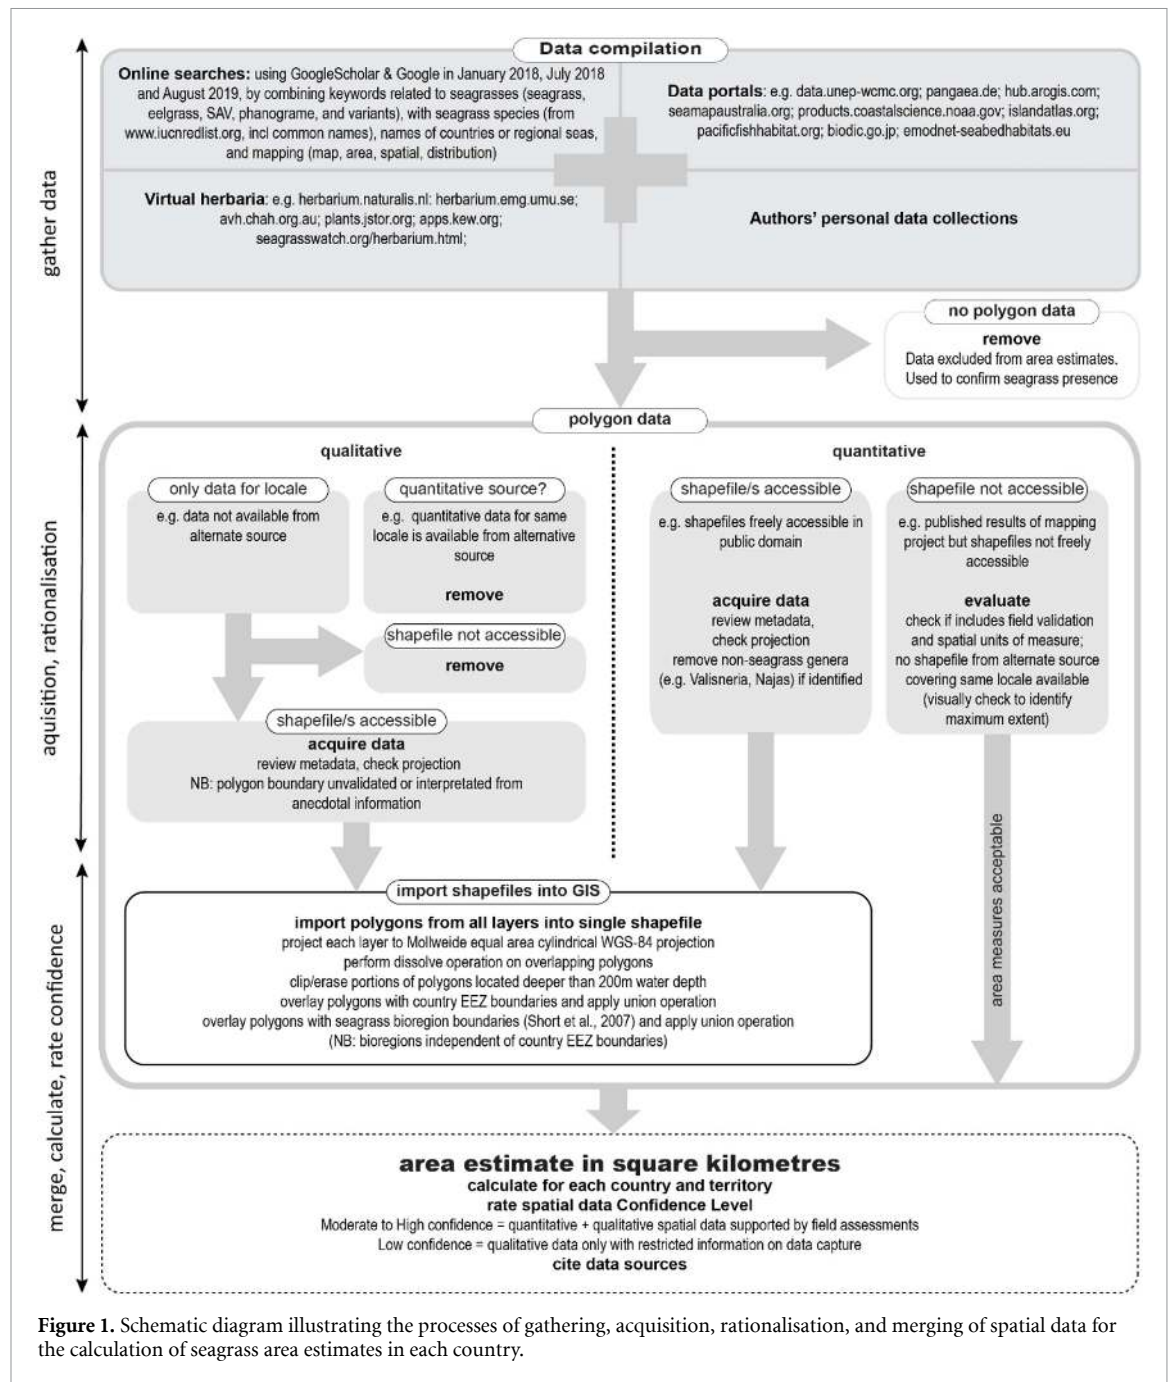 Data compilation
Online searches: using GoogleScholar & Google in January 2018, July 2018
and August 2019, by combining keywords related to seagrasses (seagrass,
eelgrass, SAV, phanograme, and variants), with seagrass species (from
www.iucnredlist.org, incl common names), names of countries or regional seas,
and mapping (map, area, spatial, distribution)
Data portals: e.g. data.unep-wcmc.org; pangaea.de; hub.arcgis.com;
seamapaustralia.org; products.coastalscience.noaa.gov; islandatlas.org;
pacificfishhabitat.org; biodic.go.jp; emodnet-seabedhabitats.eu
Virtual herbaria: e.g. herbarium.naturalis.nl: herbarium.emg.umu.se;
avh.chah.org.au; plants.jstor.org; apps.kew.org;
seagrasswatch.org/herbarium.html;
Authors' personal data collections
gather data
no polygon data
remove
Data excluded from area estimates.
Used to confirm seagrass presence
polygon data
qualitative
quantitative
only data for locale
e.g. data not available from
alternate source
quantitative source?
e.g. quantitative data for same
locale is available from alternative
source
remove
shapefile not accessible
remove
shapefile/s accessible
acquire data
review metadata, check projection
NB: polygon boundary unvalidated or interpretated from
anecdotal information
shapefile/s accessible
e.g. shapefiles freely accessible in
public domain
acquire data
review metadata,
check projection
remove non-seagrass genera
(e.g. Valisneria, Najas) if identified
shapefile not accessible
e.g. published results of mapping
project but shapefiles not freely
accessible
evaluate
check if includes field validation
and spatial units of measure;
no shapefile from alternate source
covering same locale available
(visually check to identify
maximum extent)
aquisition, rationalisation
area measures acceptable
import shapefiles into GIS
import polygons from all layers into single shapefile
project each layer to Mollweide equal area cylindrical WGS-84 projection
perform dissolve operation on overlapping polygons
clip/erase portions of polygons located deeper than 200m water depth
overlay polygons with country EEZ boundaries and apply union operation
overlay polygons with seagrass bioregion boundaries (Short et al., 2007) and apply union operation
(NB: bioregions independent of country EEZ boundaries)
merge, calculate, rate confidence
area estimate in square kilometres
calculate for each country and territory
rate spatial data Confidence Level
Moderate to High confidence = quantitative + qualitative spatial data supported by field assessments
Low confidence = qualitative data only with restricted information on data capture
cite data sources
Figure 1. Schematic diagram illustrating the processes of gathering, acquisition, rationalisation, and merging of spatial data for
the calculation of seagrass area estimates in each country.